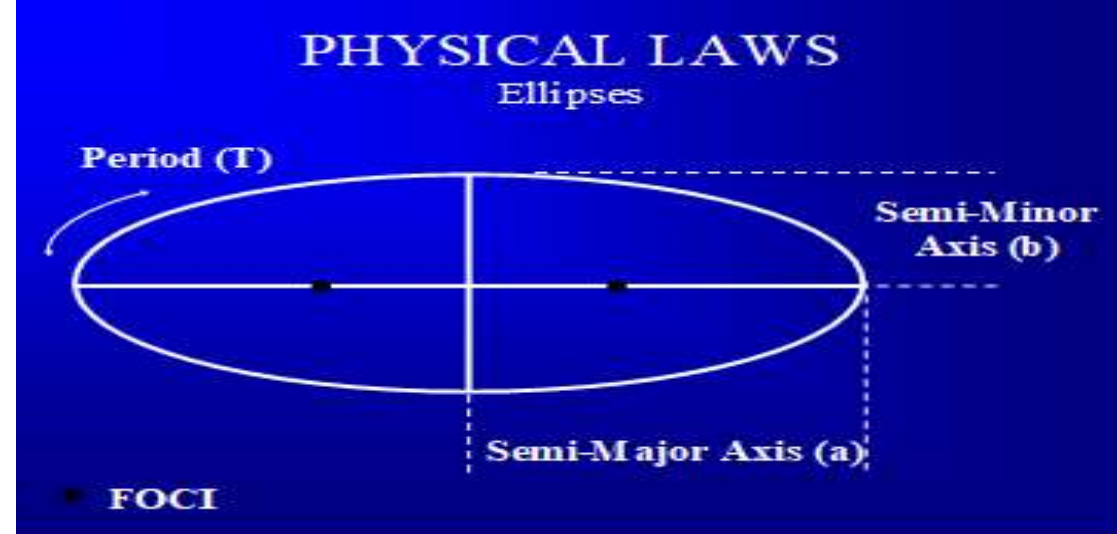 PHYSICAL LAWS
Ellipses
Period (T)
Semi-Minor
Axis (b)
Semi-Major Axis (a)
FOCI